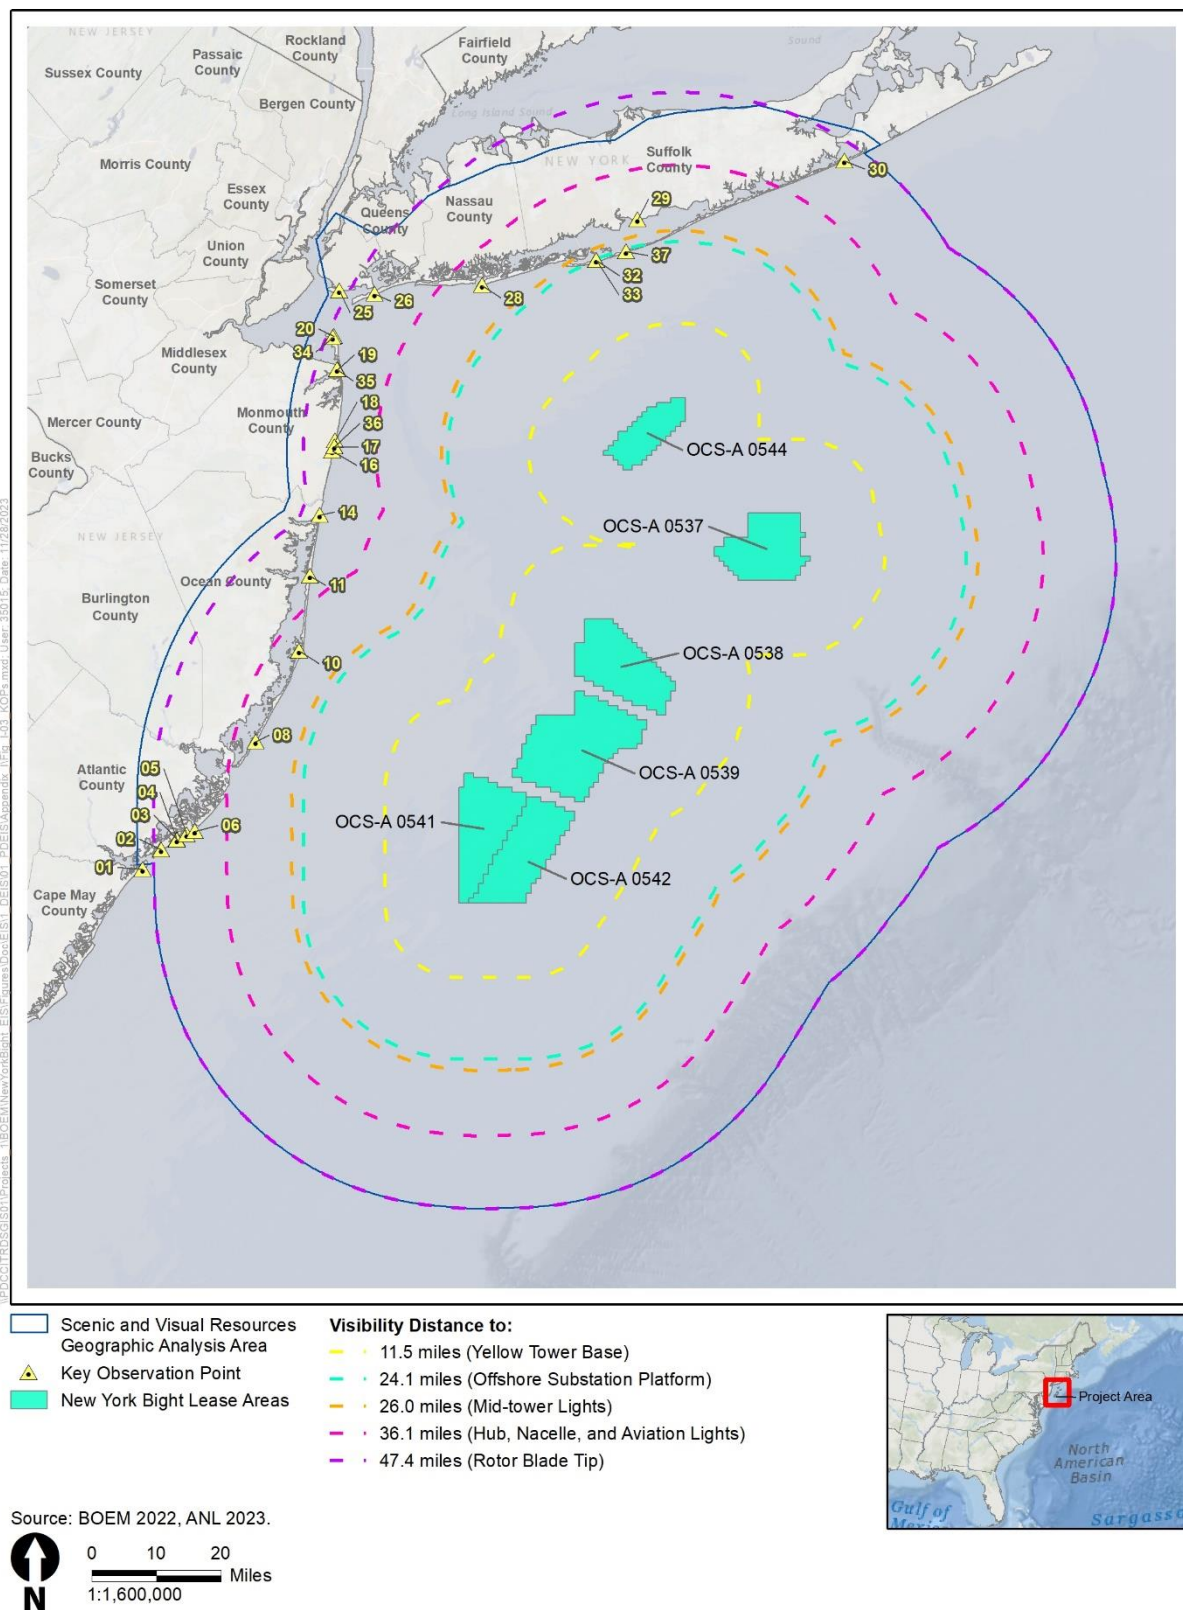 NEW JERSEY
Rockland
County
Fairfield
County
Sound
Passaic
County
Sussex County
Bergen County
Long Island Sound
Morris County
NEW YORK
Suffolk
County
Essex
County
Nassau
County
Queens
County
30
29
Union
County
37
32
33
Somerset
County
28
26
25
20
34
Middlesex
County
19
35
Monmouth
County
18
36
17
16
Mercer County
Bucks
County
OCS-A 0544
14
OCS-A 0537
NEW JERSEY
Ocean County
11
Burlington
County
10
OCS-A 0538
08
Atlantic
County
05
04
03
02
01
06
OCS-A 0539
OCS-A 0541
OCS-A 0542
Cape May
County
Scenic and Visual Resources
Geographic Analysis Area
Key Observation Point
New York Bight Lease Areas
Visibility Distance to:
11.5 miles (Yellow Tower Base)
24.1 miles (Offshore Substation Platform)
26.0 miles (Mid-tower Lights)
36.1 miles (Hub, Nacelle, and Aviation Lights)
47.4 miles (Rotor Blade Tip)
Project Area
North
American
Basin
Gulf of
Mexico
Sargasso
Source: BOEM 2022, ANL 2023.
N
0 10 20
Miles
1:1,600,000